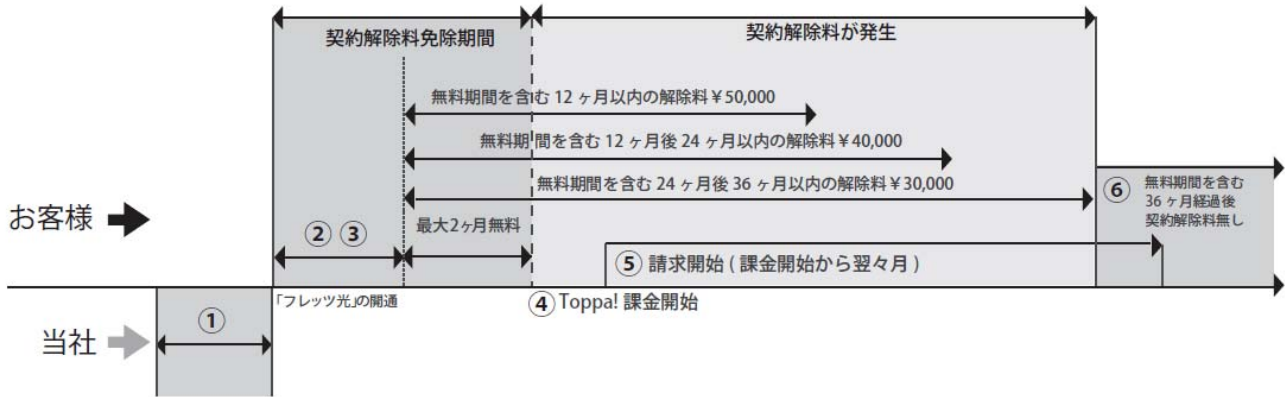 契約解除料免除期間
契約解除料が発生
無料期間を含む 12 ヶ月以内の解除料¥50,000
無料期間を含む 12 ヶ月後 24 ヶ月以内の解除料¥40,000
無料期間を含む 24 ヶ月後 36 ヶ月以内の解除料¥30,000
⑥ 無料期間を含む
36 ヶ月経過後
契約解除料無し
お客様
② ③
最大2ヶ月無料
⑤ 請求開始 ( 課金開始から翌々月 )
「フレッツ光」の開通
④ Toppa! 課金開始
①
当社